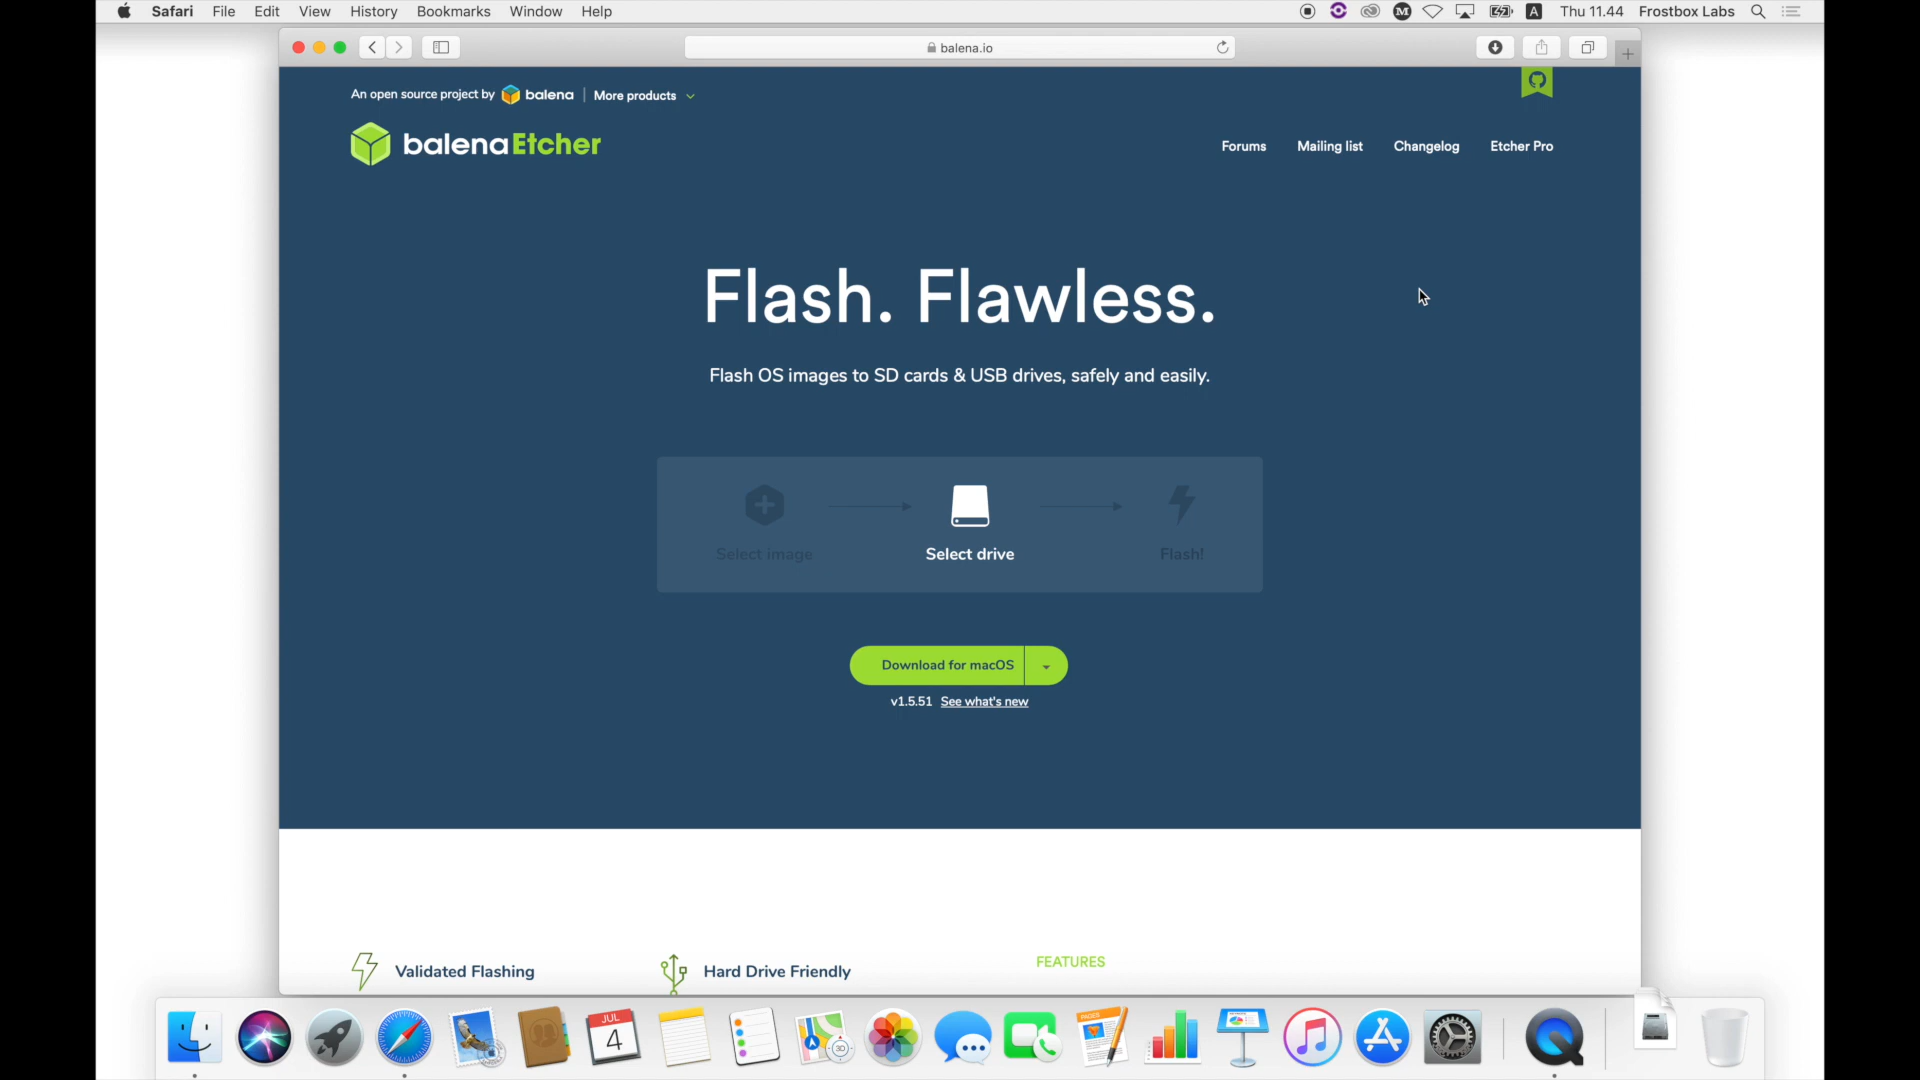 Safari File Edit View History Bookmarks Window Help
M A Thu 11.44 Frostbox Labs
balena.io
An open source project by balena More products
balenaEtcher
Forums Mailing list Changelog Etcher Pro
Flash. Flawless.
Flash OS images to SD cards & USB drives, safely and easily.
Select image Select drive Flash!
Download for macOS
v1.5.51 See what's new
Validated Flashing Hard Drive Friendly FEATURES
JUL
4
3D
PAGES